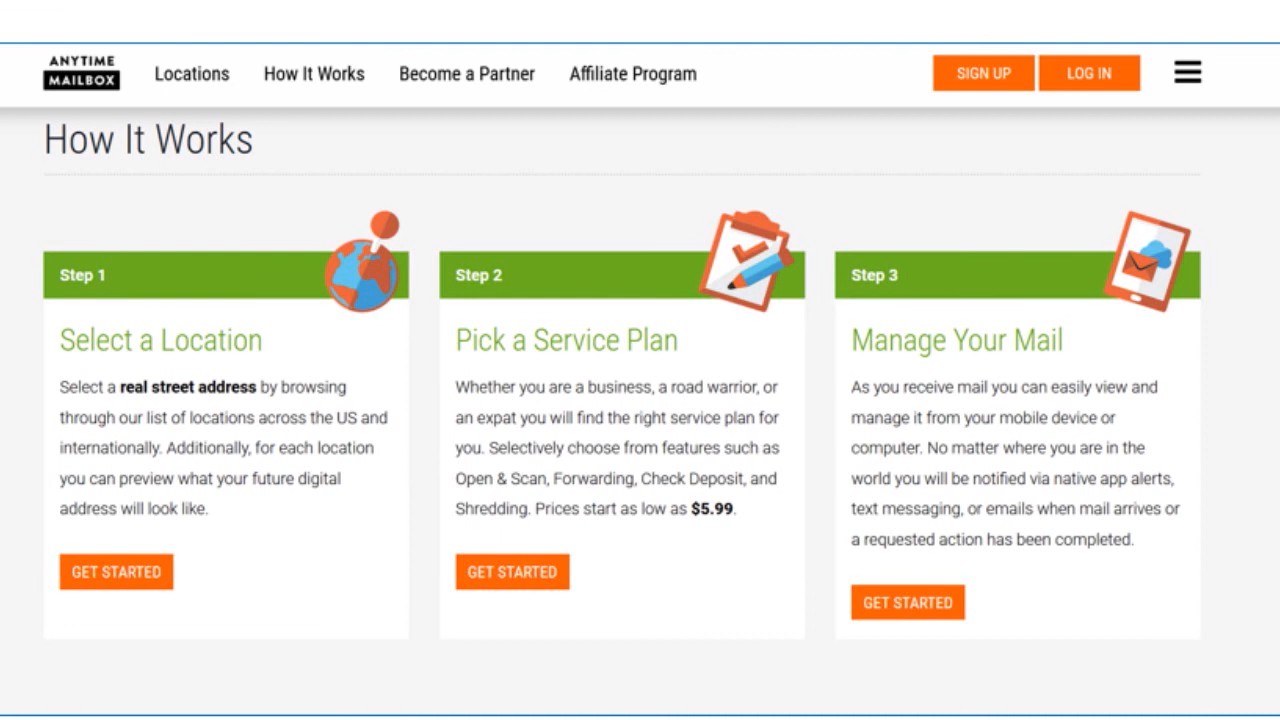 ANYTIME
MAILBOX
Locations
How It Works
Become a Partner
Affiliate Program
SIGN UP
LOG IN
How It Works
Step 1
Select a Location
Select a real street address by browsing
through our list of locations across the US and
internationally. Additionally, for each location
you can preview what your future digital
address will look like.
GET STARTED
Step 2
Pick a Service Plan
Whether you are a business, a road warrior, or
an expat you will find the right service plan for
you. Selectively choose from features such as
Open & Scan, Forwarding, Check Deposit, and
Shredding. Prices start as low as $5.99.
GET STARTED
Step 3
Manage Your Mail
As you receive mail you can easily view and
manage it from your mobile device or
computer. No matter where you are in the
world you will be notified via native app alerts,
text messaging, or emails when mail arrives or
a requested action has been completed.
GET STARTED